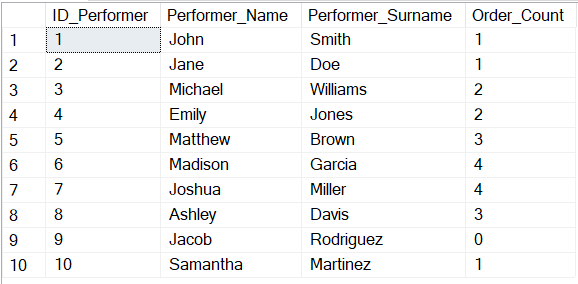 ID_Performer Performer_Name Performer_Surname Order_Count
1 1 John Smith 1
2 2 Jane Doe 1
3 3 Michael Williams 2
4 4 Emily Jones 2
5 5 Matthew Brown 3
6 6 Madison Garcia 4
7 7 Joshua Miller 4
8 8 Ashley Davis 3
9 9 Jacob Rodriguez 0
10 10 Samantha Martinez 1